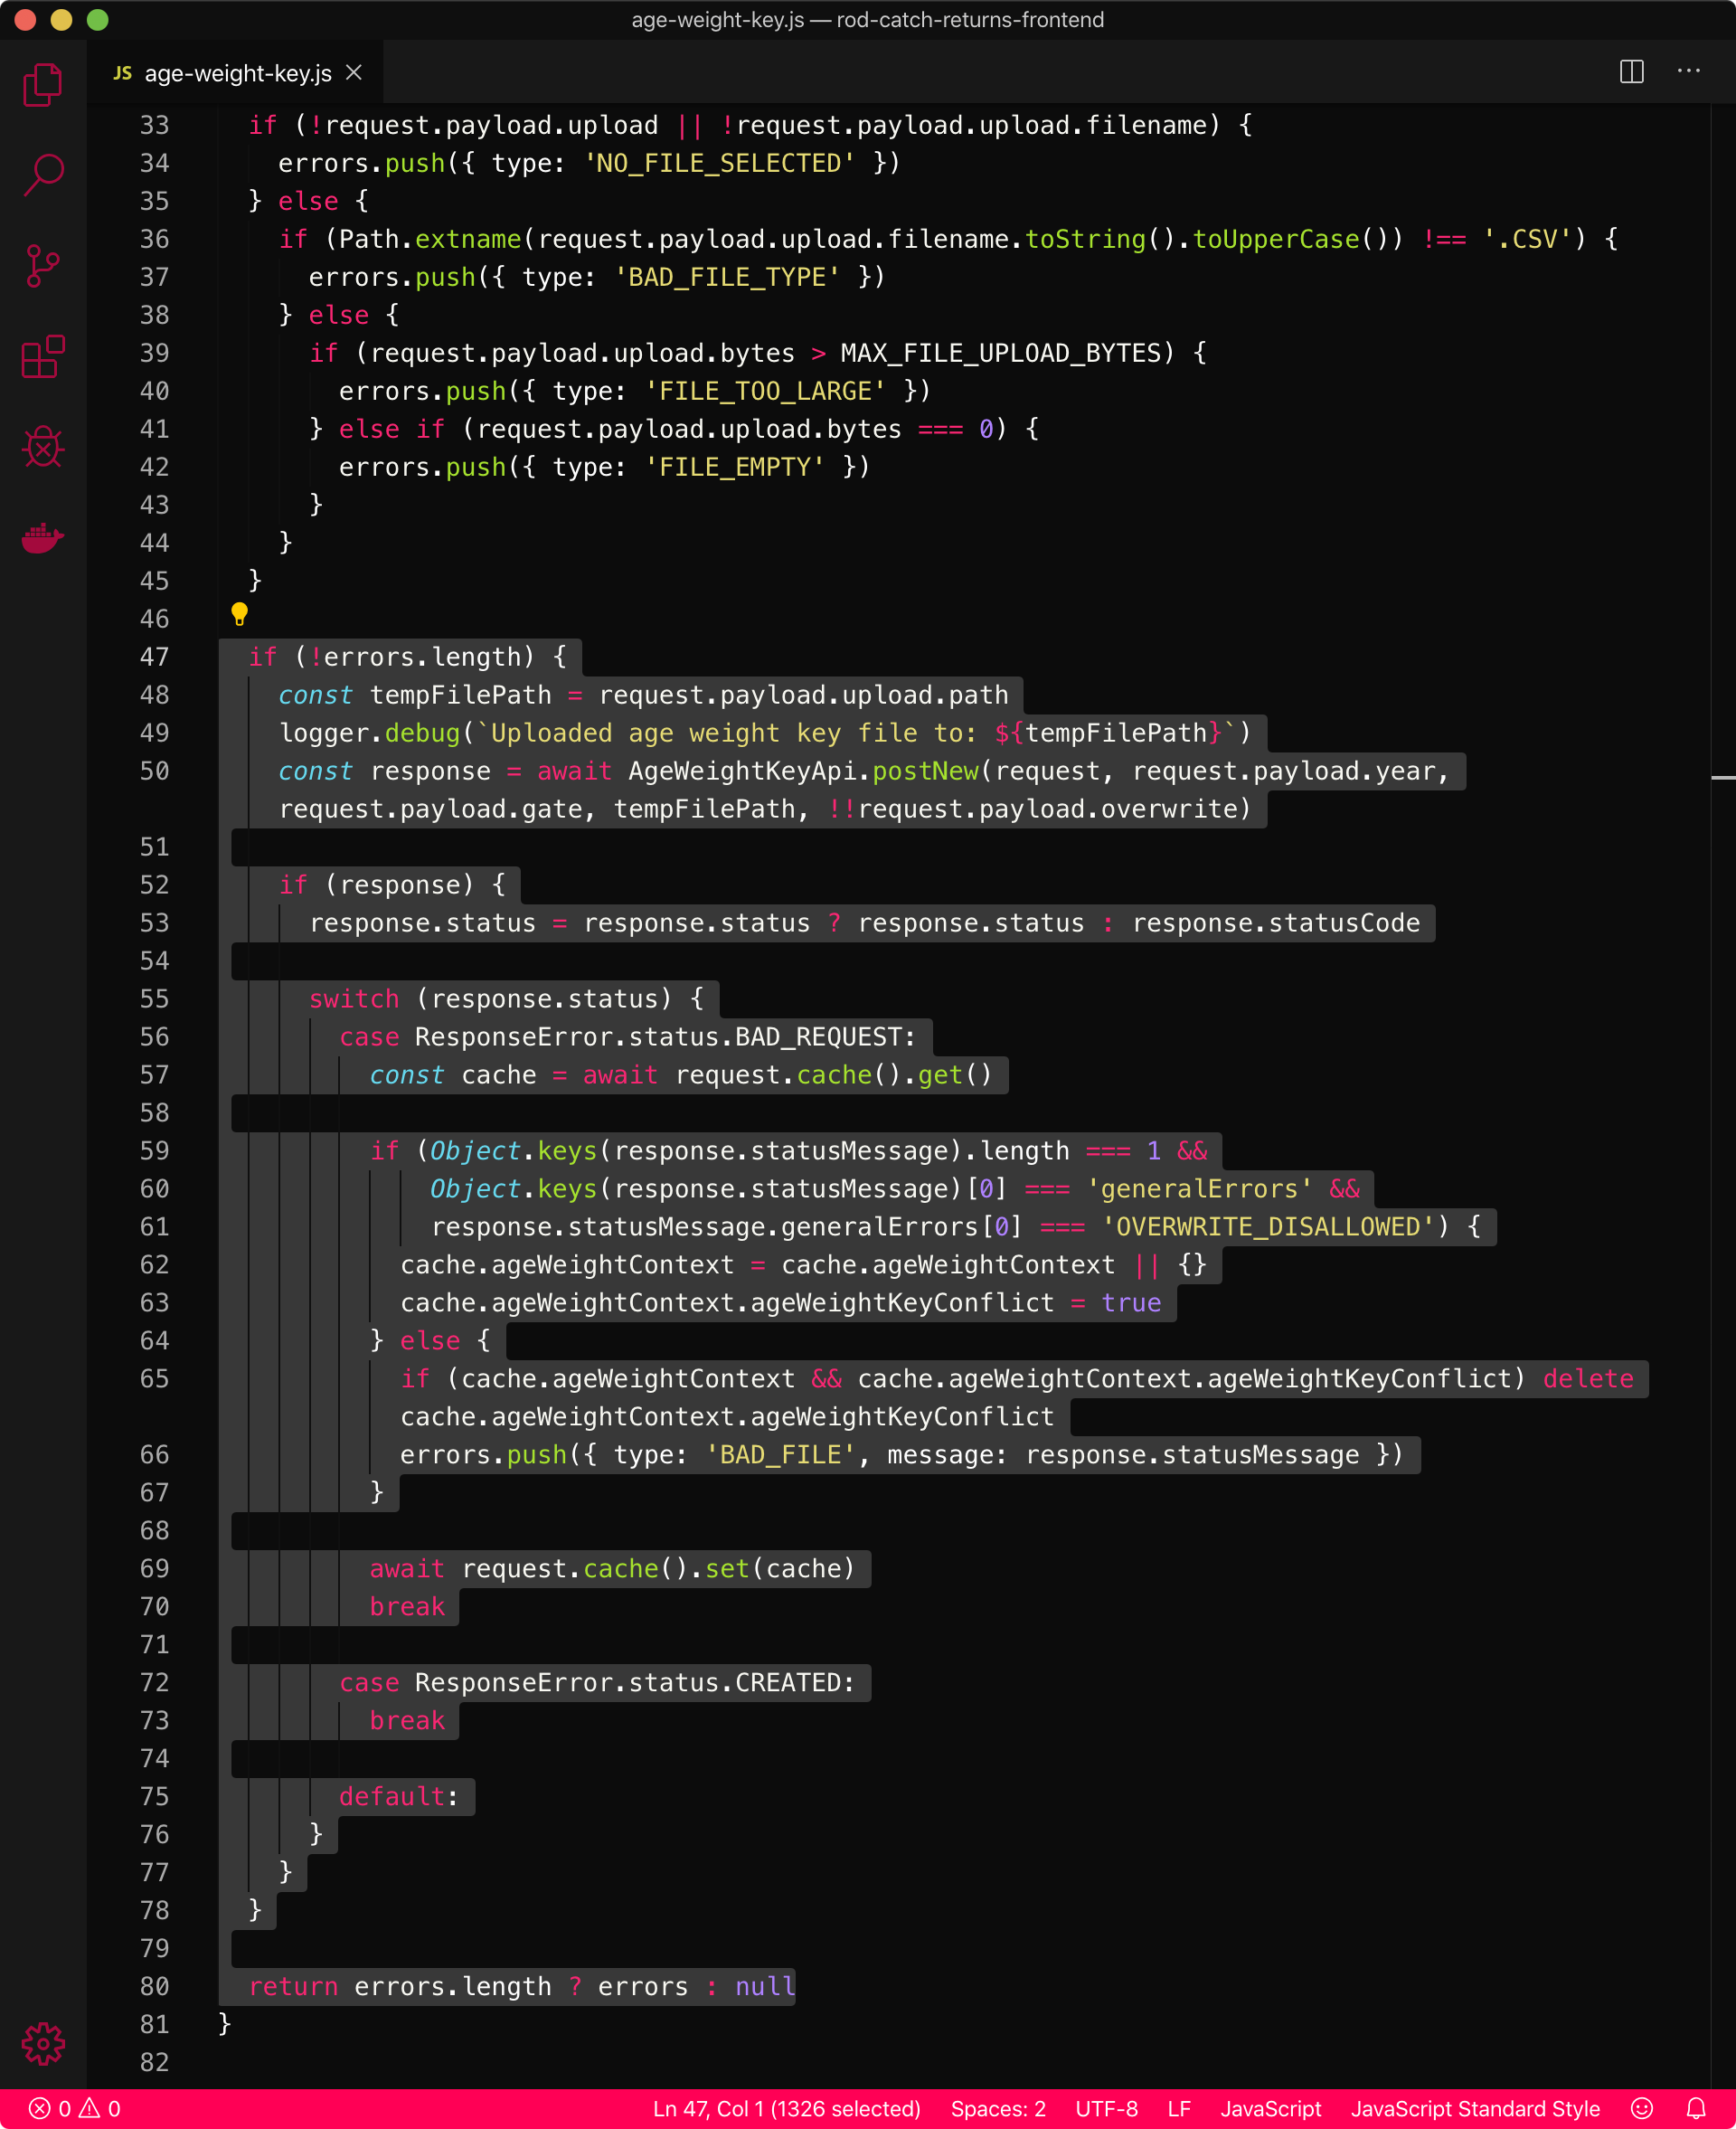 age-weight-key.js — rod-catch-returns-frontend
JS age-weight-key.js
33 if (!request.payload.upload || !request.payload.upload.filename) {
34 errors.push({ type: 'NO_FILE_SELECTED' })
35 } else {
36 if (Path.extname(request.payload.upload.filename.toString().toUpperCase()) !== '.CSV') {
37 errors.push({ type: 'BAD_FILE_TYPE' })
38 } else {
39 if (request.payload.upload.bytes > MAX_FILE_UPLOAD_BYTES) {
40 errors.push({ type: 'FILE_TOO_LARGE' })
41 } else if (request.payload.upload.bytes === 0) {
42 errors.push({ type: 'FILE_EMPTY' })
43 }
44 }
45 }
46
47 if (!errors.length) {
48 const tempFilePath = request.payload.upload.path
49 logger.debug(`Uploaded age weight key file to: ${tempFilePath}`)
50 const response = await AgeWeightKeyApi.postNew(request, request.payload.year,
request.payload.gate, tempFilePath, !!request.payload.overwrite)
51
52 if (response) {
53 response.status = response.status ? response.status : response.statusCode
54
55 switch (response.status) {
56 case ResponseError.status.BAD_REQUEST:
57 const cache = await request.cache().get()
58
59 if (Object.keys(response.statusMessage).length === 1 &&
60 Object.keys(response.statusMessage)[0] === 'generalErrors' &&
61 response.statusMessage.generalErrors[0] === 'OVERWRITE_DISALLOWED') {
62 cache.ageWeightContext = cache.ageWeightContext || {}
63 cache.ageWeightContext.ageWeightKeyConflict = true
64 } else {
65 if (cache.ageWeightContext && cache.ageWeightContext.ageWeightKeyConflict) delete
cache.ageWeightContext.ageWeightKeyConflict
66 errors.push({ type: 'BAD_FILE', message: response.statusMessage })
67 }
68
69 await request.cache().set(cache)
70 break
71
72 case ResponseError.status.CREATED:
73 break
74
75 default:
76 }
77 }
78 }
79
80 return errors.length ? errors : null
81 }
82
0 0 Ln 47, Col 1 (1326 selected) Spaces: 2 UTF-8 LF JavaScript JavaScript Standard Style